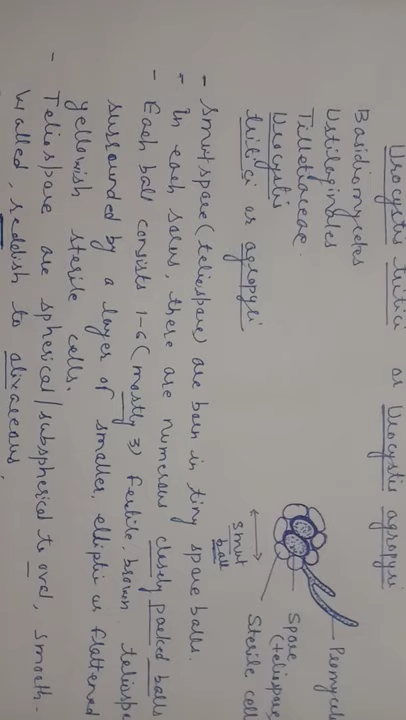 Urocystis tritici or Urocystis agropyri
Basidiomycetes
Ustilaginales
Tilletiaceae
Urocystis
tritici or agropyri
Promycel
Spore
(teliospore)
Sterile cell
smut
ball
- Smut spore (teliospore) are born in tiny spore balls.
- In each sorus, there are numerous closely packed balls
- Each ball consists 1-6 (mostly 3) fertile, brown teliospo
surrounded by a layer of smaller, elliptic or flattened
yellowish sterile cells.
- Teliospore are spherical/subspherical to oval, smooth-
walled, reddish to olivaceous.